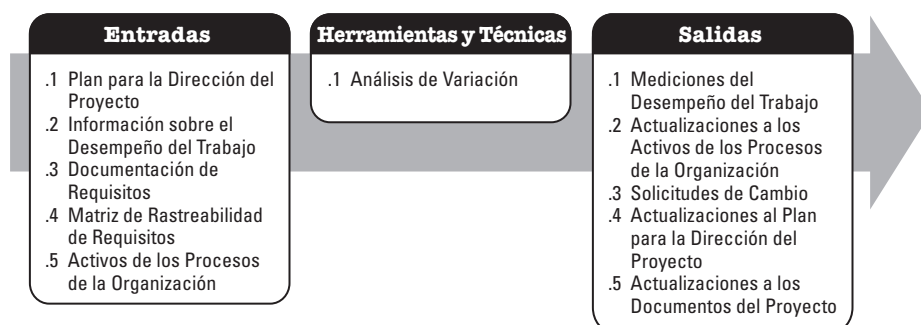 Entradas
.1 Plan para la Dirección del
Proyecto
.2 Información sobre el
Desempeño del Trabajo
.3 Documentación de
Requisitos
.4 Matriz de Rastreabilidad
de Requisitos
.5 Activos de los Procesos
de la Organización
Herramientas y Técnicas
.1 Análisis de Variación
Salidas
.1 Mediciones del
Desempeño del Trabajo
.2 Actualizaciones a los
Activos de los Procesos
de la Organización
.3 Solicitudes de Cambio
.4 Actualizaciones al Plan
para la Dirección del
Proyecto
.5 Actualizaciones a los
Documentos del Proyecto